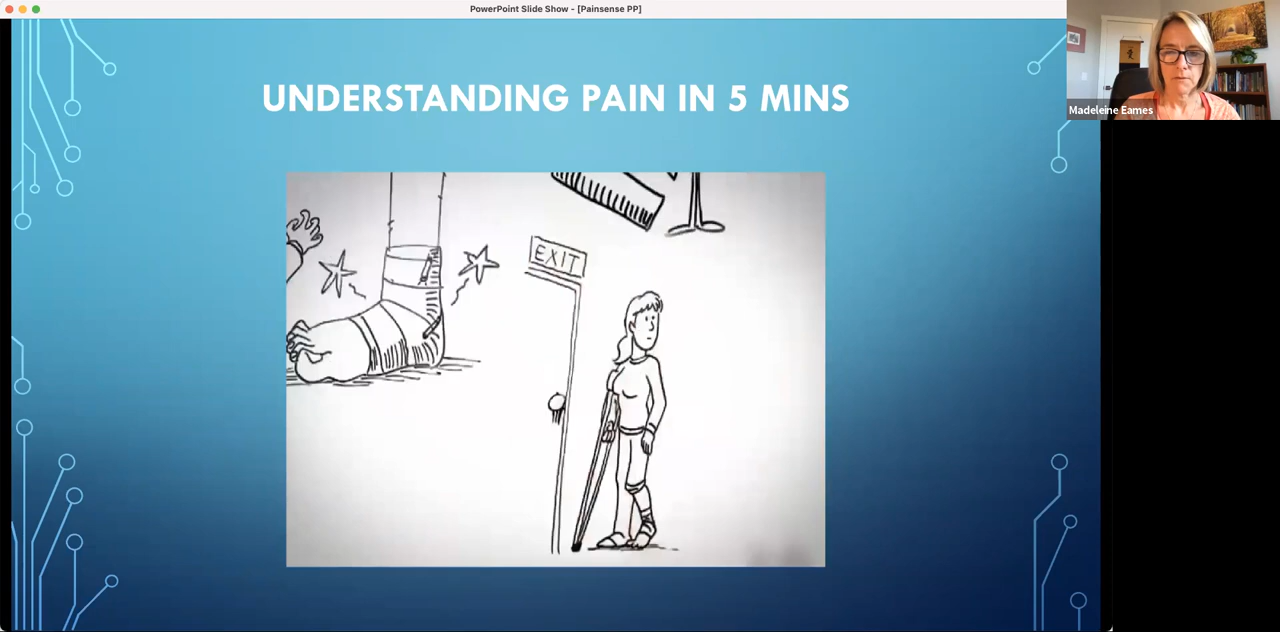 PowerPoint Slide Show - [Painsense PP]
UNDERSTANDING PAIN IN 5 MINS
EXIT
Madeleine Eames